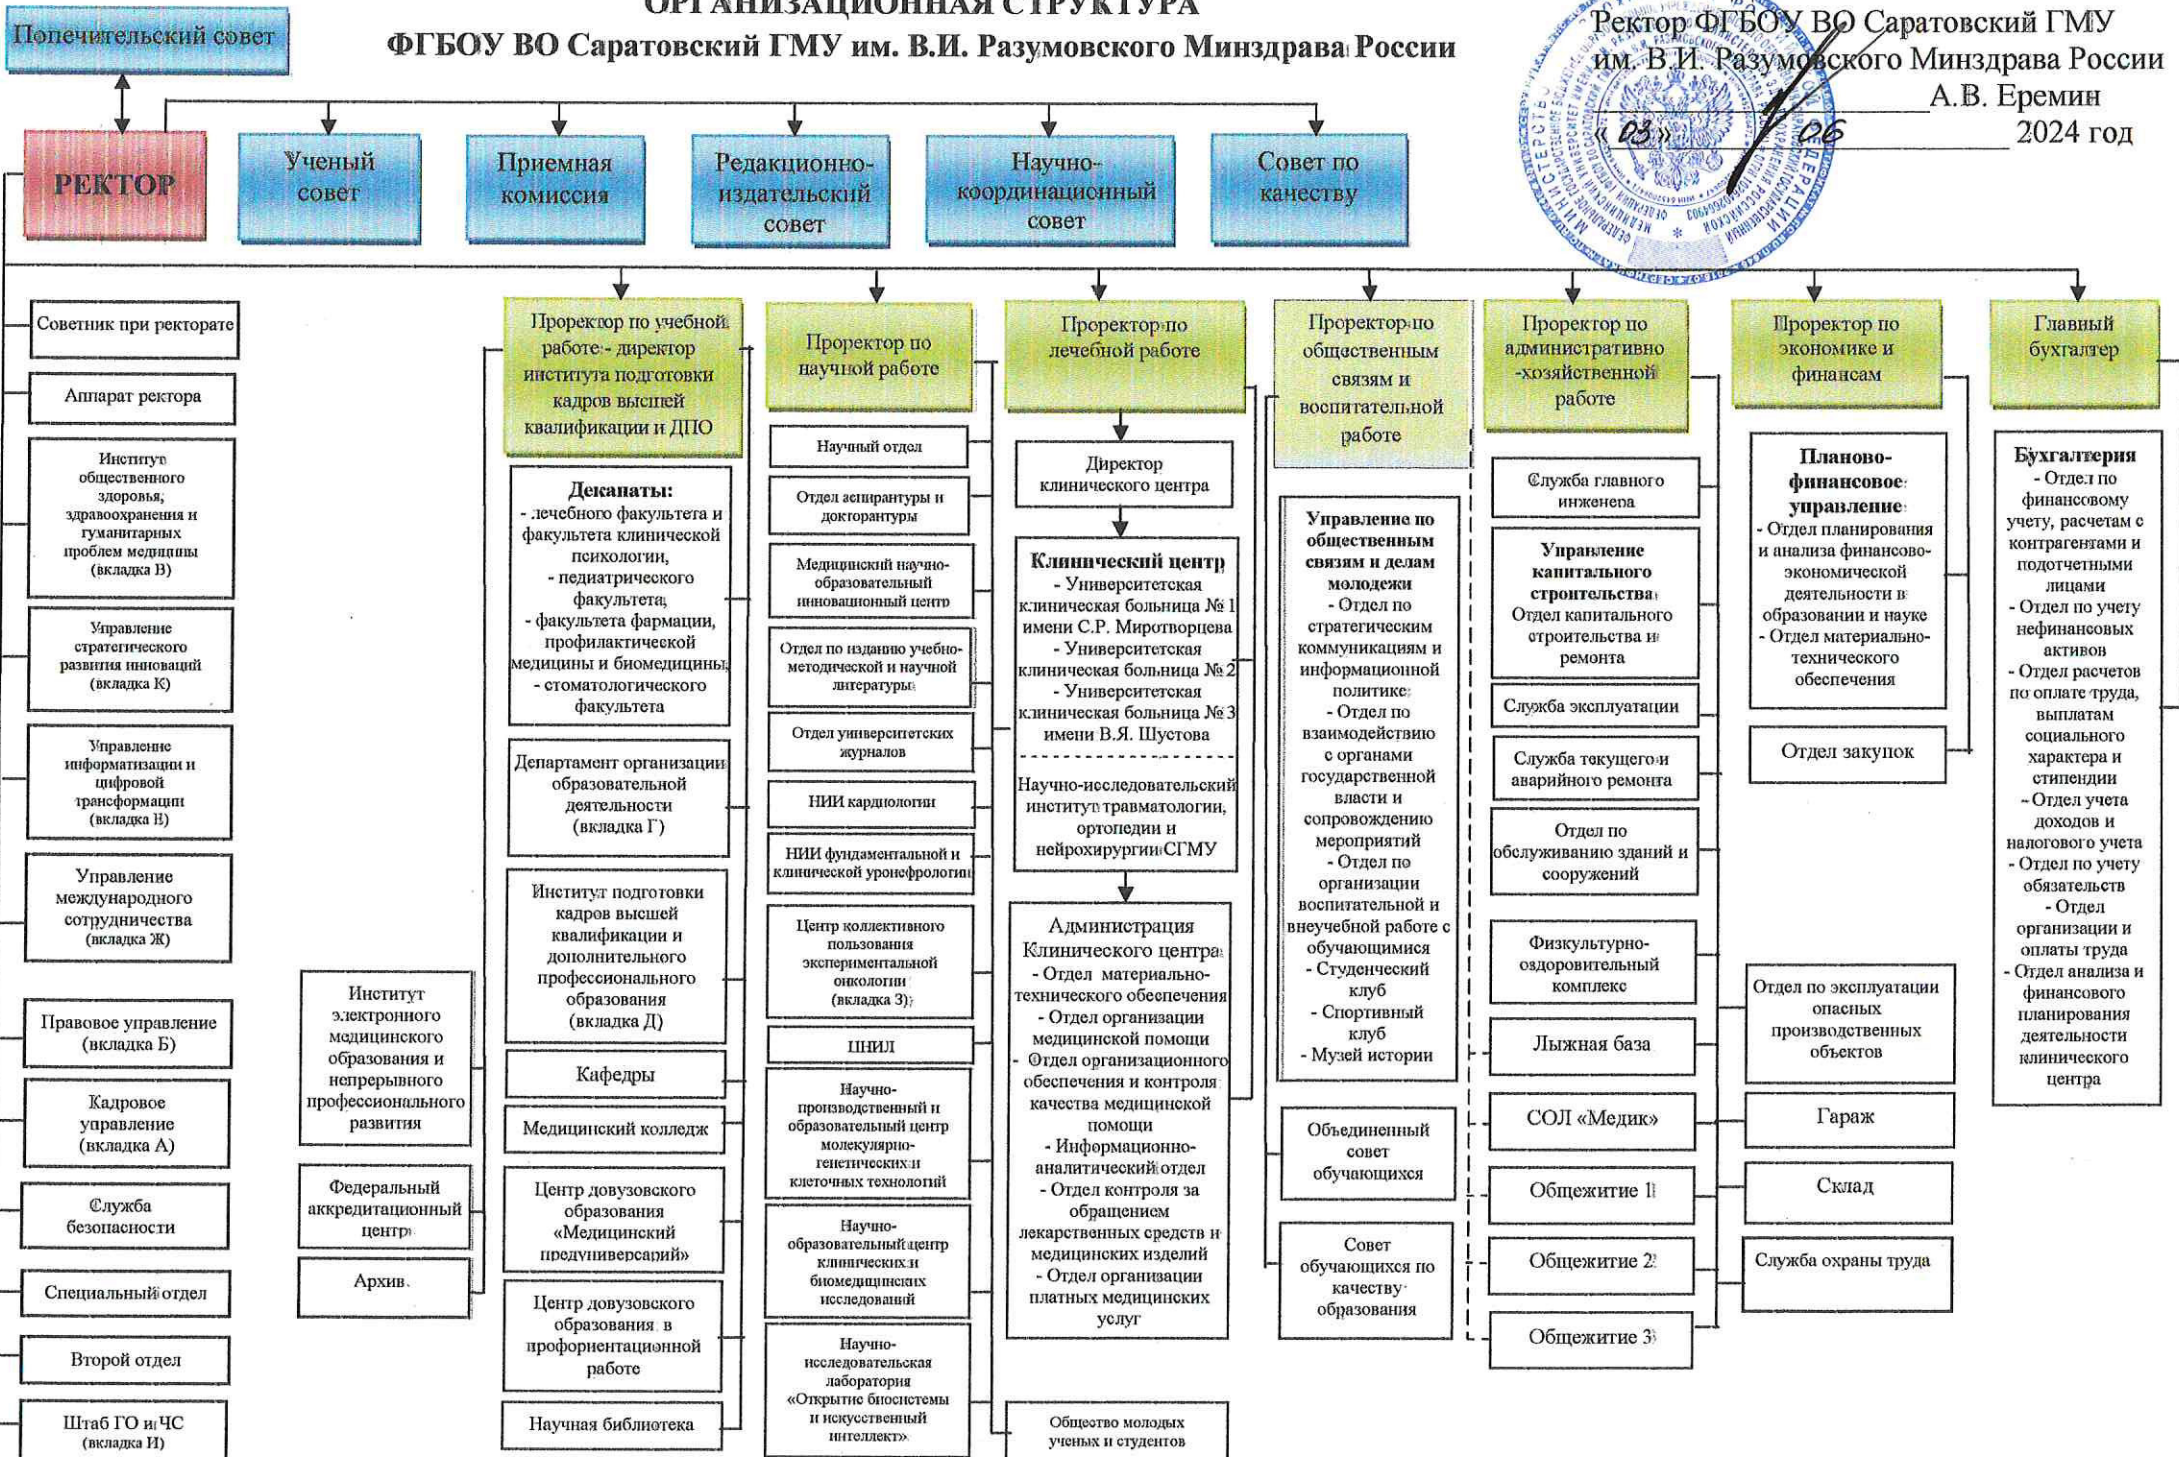 ОРГАНИЗАЦИОННАЯ СТРУКТУРА
ФГБОУ ВО Саратовский ГМУ им. В.И. Разумовского Минздрава России
Ректор ФГБОУ ВО Саратовский ГМУ
им. В.И. Разумовского Минздрава России
А.В. Еремин
« 03 » 06 2024 год
Попечительский совет
РЕКТОР
Ученый
совет
Приемная
комиссия
Редакционно-
издательский
совет
Научно-
координационный
совет
Совет по
качеству
Советник при ректорате
Аппарат ректора
Институт
общественного
здоровья,
здравоохранения и
гуманитарных
проблем медицины
(вкладка В)
Управление
стратегического
развития инноваций
(вкладка К)
Управление
информатизации и
цифровой
трансформации
(вкладка Н)
Управление
международного
сотрудничества
(вкладка Ж)
Правовое управление
(вкладка Б)
Кадровое
управление
(вкладка А)
Служба
безопасности
Специальный отдел
Второй отдел
Штаб ГО и ЧС
(вкладка И)
Институт
электронного
медицинского
образования и
непрерывного
профессионального
развития
Федеральный
аккредитационный
центр
Архив
Проректор по учебной
работе - директор
института подготовки
кадров высшей
квалификации и ДПО
Деканаты:
- лечебного факультета и
факультета клинической
психологии,
- педиатрического
факультета,
- факультета фармации,
профилактической
медицины и биомедицины,
- стоматологического
факультета
Департамент организации
образовательной
деятельности
(вкладка Г)
Институт подготовки
кадров высшей
квалификации и
дополнительного
профессионального
образования
(вкладка Д)
Кафедры
Медицинский колледж
Центр довузовского
образования
«Медицинский
предуниверсарий»
Центр довузовского
образования в
профориентационной
работе
Научная библиотека
Проректор по
научной работе
Научный отдел
Отдел аспирантуры и
докторантуры
Медицинский научно-
образовательный
инновационный центр
Отдел по изданию учебно-
методической и научной
литературы
Отдел университетских
журналов
НИИ кардиологии
НИИ фундаментальной и
клинической уронефрологии
Центр коллективного
пользования
экспериментальной
онкологии
(вкладка З)
ЦНИЛ
Научно-
производственный и
образовательный центр
молекулярно-
генетических и
клеточных технологий
Научно-
образовательный центр
клинических и
биомедицинских
исследований
Научно-
исследовательская
лаборатория
«Открытие биосистемы
и искусственный
интеллект»
Проректор по
лечебной работе
Директор
клинического центра
Клинический центр
- Университетская
клиническая больница № 1
имени С.Р. Миротворцева
- Университетская
клиническая больница № 2
- Университетская
клиническая больница № 3
имени В.Я. Шустова
Научно-исследовательский
институт травматологии,
ортопедии и
нейрохирургии СГМУ
Администрация
Клинического центра
- Отдел материально-
технического обеспечения
- Отдел организации
медицинской помощи
- Отдел организационного
обеспечения и контроля
качества медицинской
помощи
- Информационно-
аналитический отдел
- Отдел контроля за
обращением
лекарственных средств и
медицинских изделий
- Отдел организации
платных медицинских
услуг
Общество молодых
ученых и студентов
Проректор по
общественным
связям и
воспитательной
работе
Управление по
общественным
связям и делам
молодежи
- Отдел по
стратегическим
коммуникациям и
информационной
политике
- Отдел по
взаимодействию
с органами
государственной
власти и
сопровождению
мероприятий
- Отдел по
организации
воспитательной и
внеучебной работе с
обучающимися
- Студенческий
клуб
- Спортивный
клуб
- Музей истории
Объединенный
совет
обучающихся
Совет
обучающихся по
качеству
образования
Проректор по
административно
-хозяйственной
работе
Служба главного
инженера
Управление
капитального
строительства
Отдел капитального
строительства и
ремонта
Служба эксплуатации
Служба текущего и
аварийного ремонта
Отдел по
обслуживанию зданий и
сооружений
Физкультурно-
оздоровительный
комплекс
Лыжная база
СОЛ «Медик»
Общежитие 1
Общежитие 2
Общежитие 3
Проректор по
экономике и
финансам
Планово-
финансовое
управление
- Отдел планирования
и анализа финансово-
экономической
деятельности в
образовании и науке
- Отдел материально-
технического
обеспечения
Отдел закупок
Отдел по эксплуатации
опасных
производственных
объектов
Гараж
Склад
Служба охраны труда
Главный
бухгалтер
Бухгалтерия
- Отдел по
финансовому
учету, расчетам с
контрагентами и
подотчетными
лицами
- Отдел по учету
нефинансовых
активов
- Отдел расчетов
по оплате труда,
выплатам
социального
характера и
стипендии
- Отдел учета
доходов и
налогового учета
- Отдел по учету
обязательств
- Отдел
организации и
оплаты труда
- Отдел анализа и
финансового
планирования
деятельности
клинического
центра